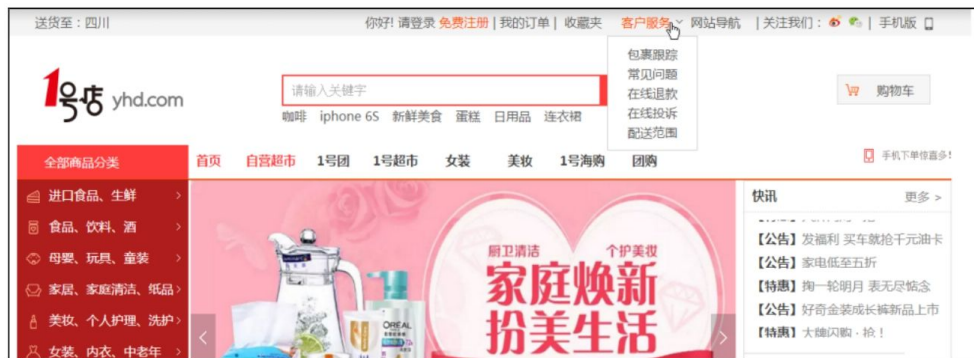 送货至：四川
你好! 请登录 免费注册 | 我的订单 | 收藏夹 客户服务 网站导航 | 关注我们： | 手机版
包裹跟踪
常见问题
在线退款
在线投诉
配送范围
1号店 yhd.com
请输入关键字
咖啡 iphone 6S 新鲜美食 蛋糕 日用品 连衣裙
购物车
全部商品分类
首页 自营超市 1号团 1号超市 女装 美妆 1号海购 团购
手机下单惊喜多!
进口食品、生鲜 >
食品、饮料、酒 >
母婴、玩具、童装 >
家居、家庭清洁、纸品 >
美妆、个人护理、洗护 >
女装、内衣、中老年 >
厨卫清洁 个护美妆
家庭焕新
扮美生活
OREAL
快讯 更多 >
【公告】发福利 买车就抢千元油卡
【公告】家电低至五折
【特惠】掬一轮明月 表无尽惦念
【公告】好奇金装成长裤新品上市
【特惠】大牌闪购 · 抢！